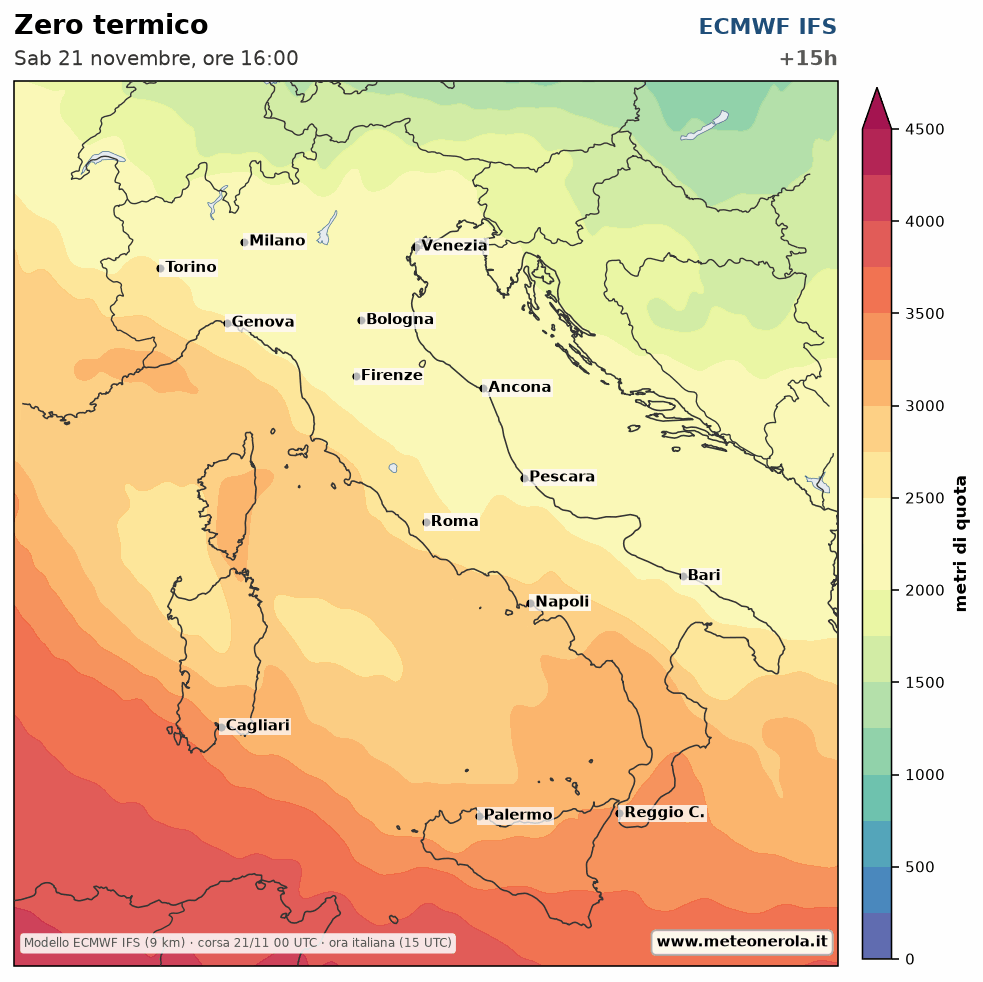 Zero termico
ECMWF IFS
Sab 21 novembre, ore 16:00
+15h
Milano
Venezia
Torino
Genova
Bologna
Firenze
Ancona
Pescara
Roma
Bari
Napoli
Cagliari
Palermo
Reggio C.
4500
4000
3500
3000
2500
2000
1500
1000
500
0
metri di quota
Modello ECMWF IFS (9 km) · corsa 21/11 00 UTC · ora italiana (15 UTC)
www.meteonerola.it